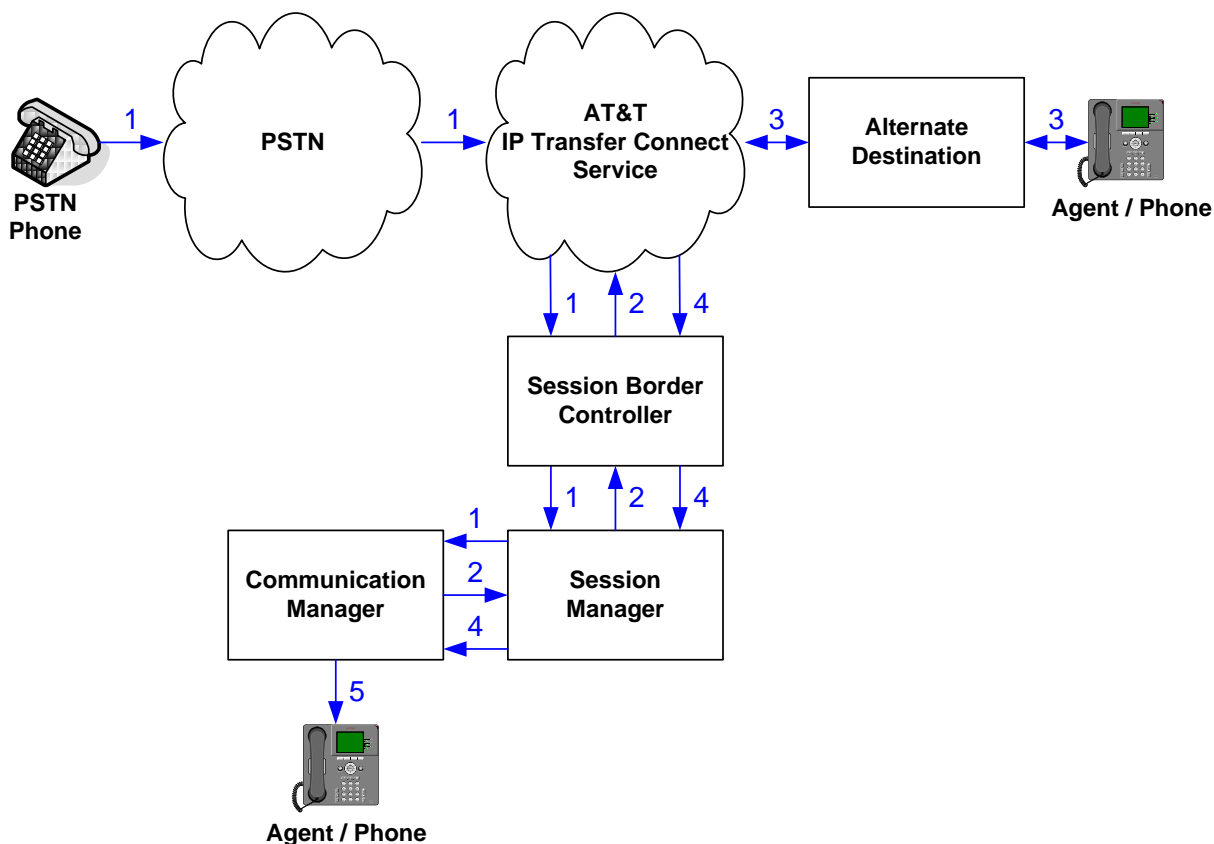 1
PSTN
Phone
PSTN
1
AT&T
IP Transfer Connect
Service
3
Alternate
Destination
3
Agent / Phone
1
2
4
Session Border
Controller
1
2
4
Communication
Manager
1
2
4
Session
Manager
5
Agent / Phone